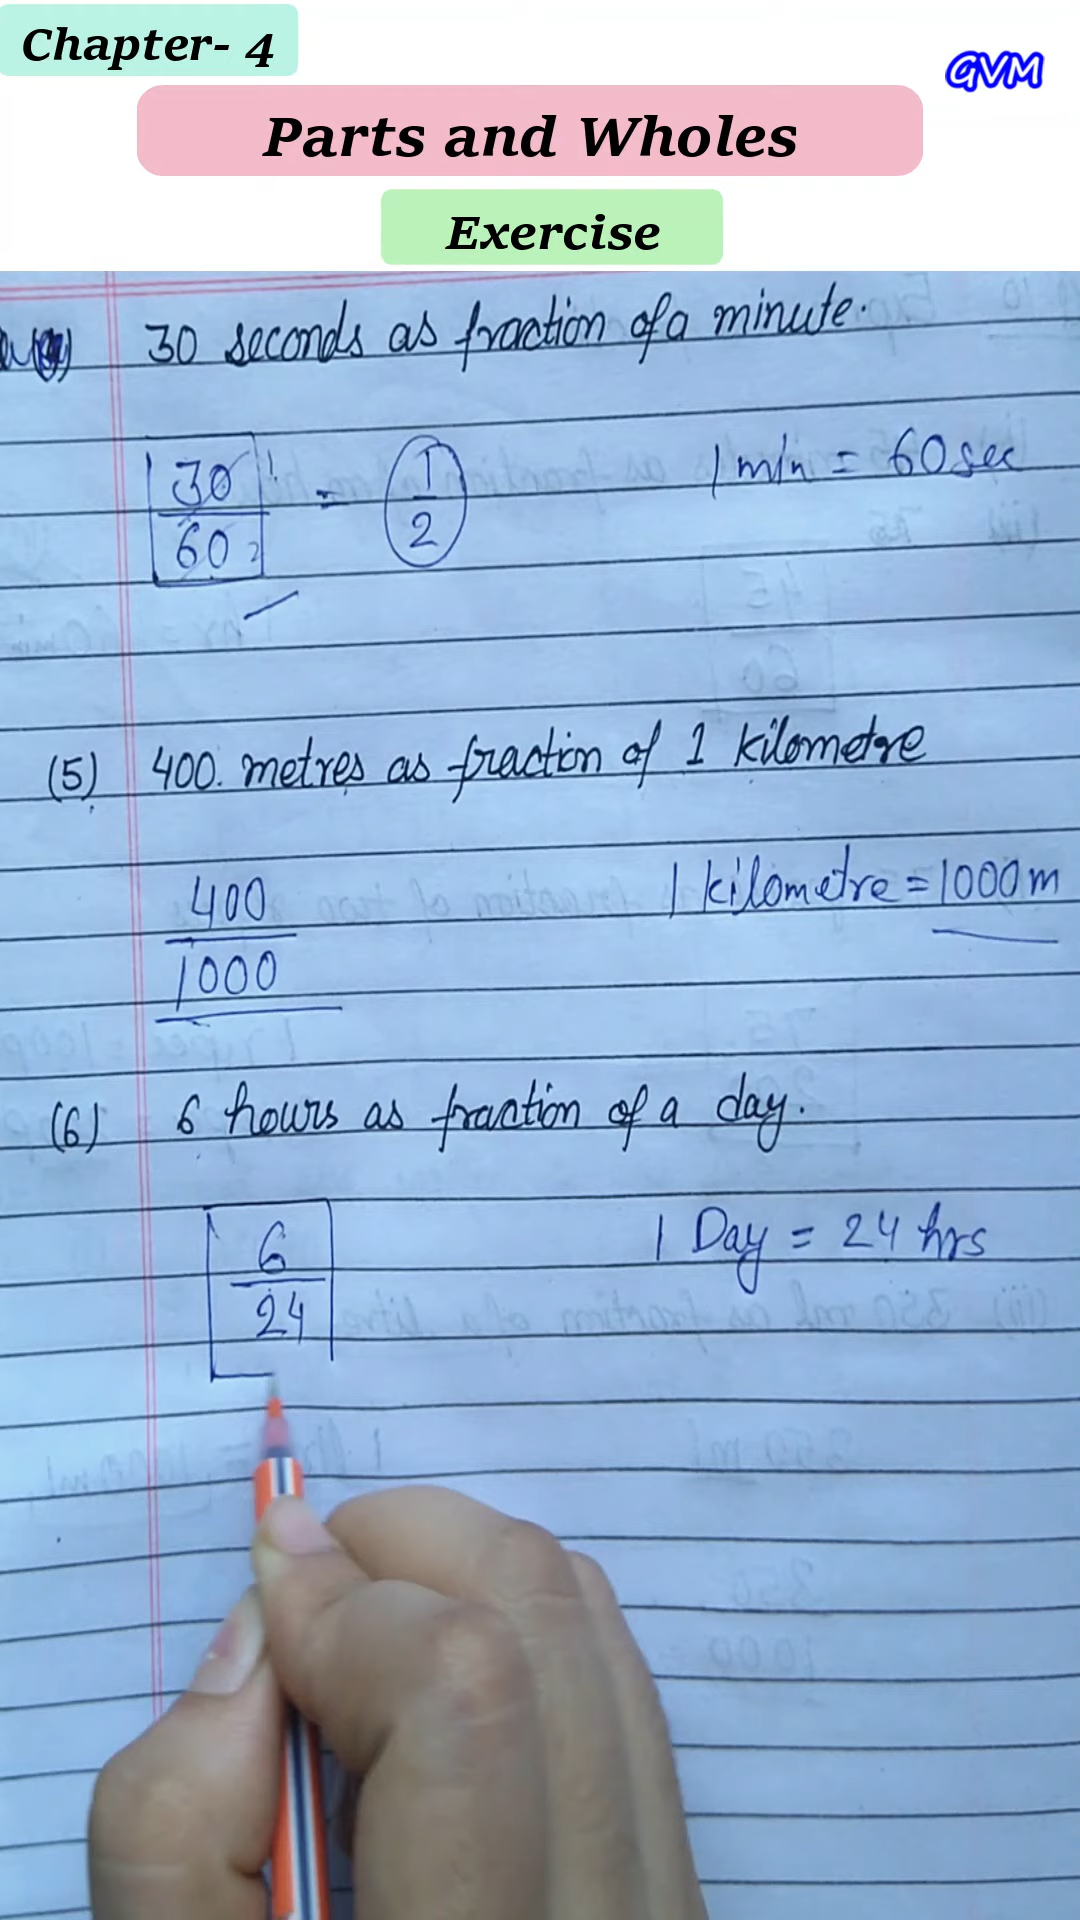 Chapter- 4
GVM
Parts and Wholes
Exercise
30 seconds as fraction of a minute.
30 1 = 1 1 min = 60 sec
60 2 2
(5) 400. metres as fraction of 1 kilometre
400 1 kilometre = 1000 m
1000
(6) 6 hours as fraction of a day.
6 1 Day = 24 hrs
24